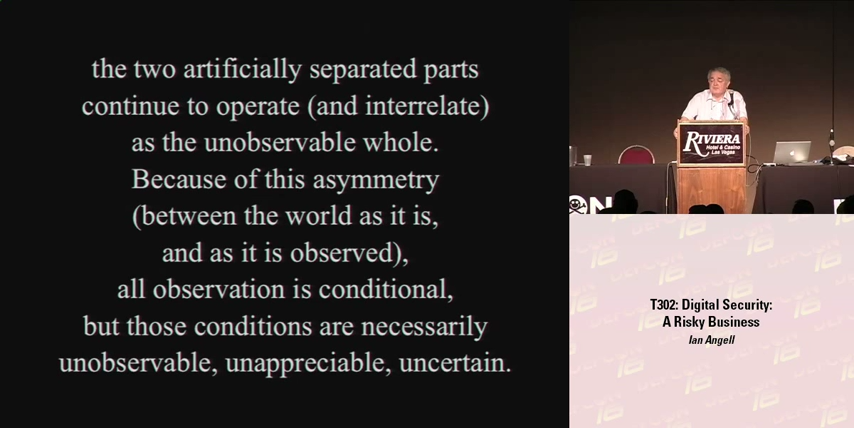 the two artificially separated parts
continue to operate (and interrelate)
as the unobservable whole.
Because of this asymmetry
(between the world as it is,
and as it is observed),
all observation is conditional,
but those conditions are necessarily
unobservable, unappreciable, uncertain.
RIVIERA
Hotel & Casino
Las Vegas
T302: Digital Security:
A Risky Business
Ian Angell